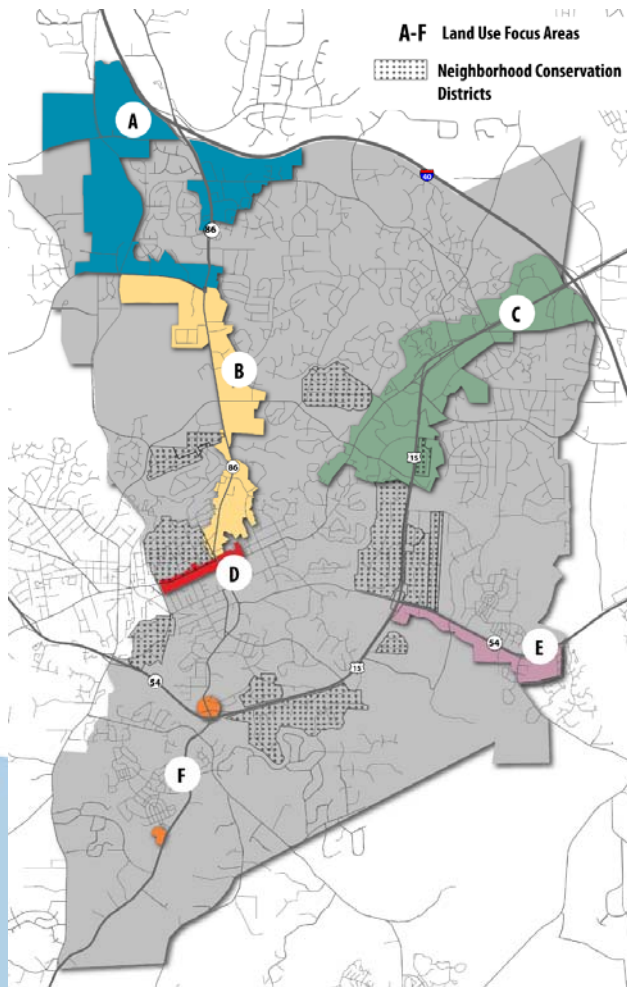 A-F Land Use Focus Areas
Neighborhood Conservation
Districts
A
40
86
C
B
15
86
D
E
54
15
54
F